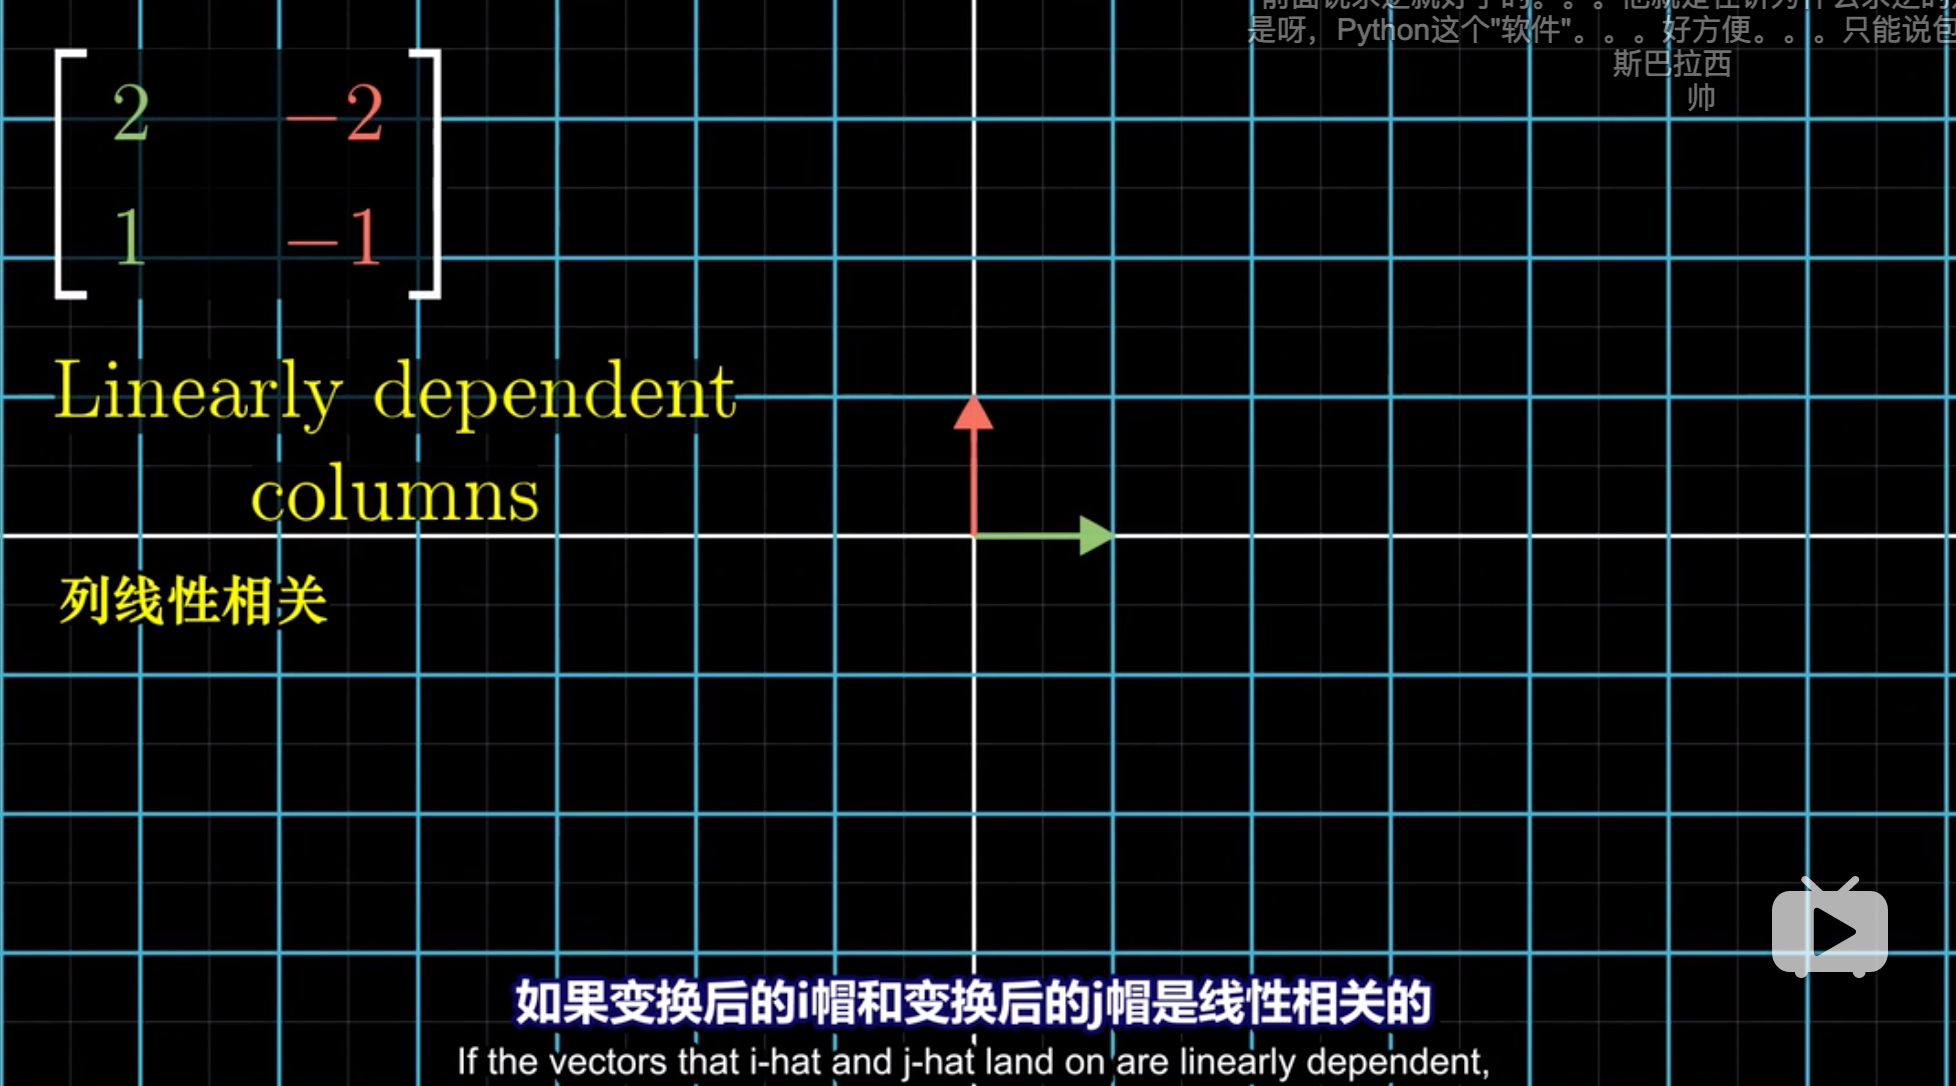 是呀，Python这个"软件"。。。好方便。。。只能说包
斯巴拉西
帅
2 −2
1 −1
Linearly dependent
columns
列线性相关
如果变换后的i帽和变换后的j帽是线性相关的
If the vectors that i-hat and j-hat land on are linearly dependent,